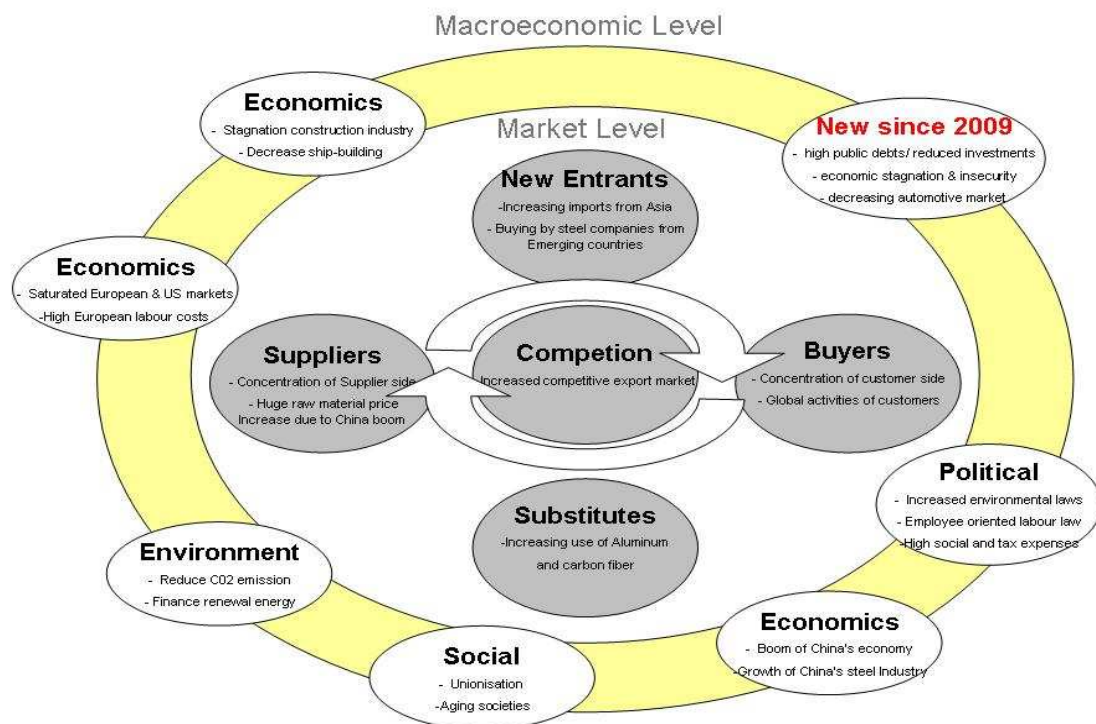 Macroeconomic Level
Economics
- Stagnation construction industry
- Decrease ship-building
New since 2009
- high public debts/ reduced investments
- economic stagnation & insecurity
- decreasing automotive market
Market Level
New Entrants
-Increasing imports from Asia
- Buying by steel companies from
Emerging countries
Economics
- Saturated European & US markets
-High European labour costs
Suppliers
- Concentration of Supplier side
- Huge raw material price
Increase due to China boom
Competion
Increased competitive export market
Buyers
- Concentration of customer side
- Global activities of customers
Political
- Increased environmental laws
- Employee oriented labour law
-High social and tax expenses
Substitutes
-Increasing use of Aluminum
and carbon fiber
Environment
- Reduce C02 emission
- Finance renewal energy
Economics
- Boom of China's economy
-Growth of China's steel Industry
Social
- Unionisation
-Aging societies